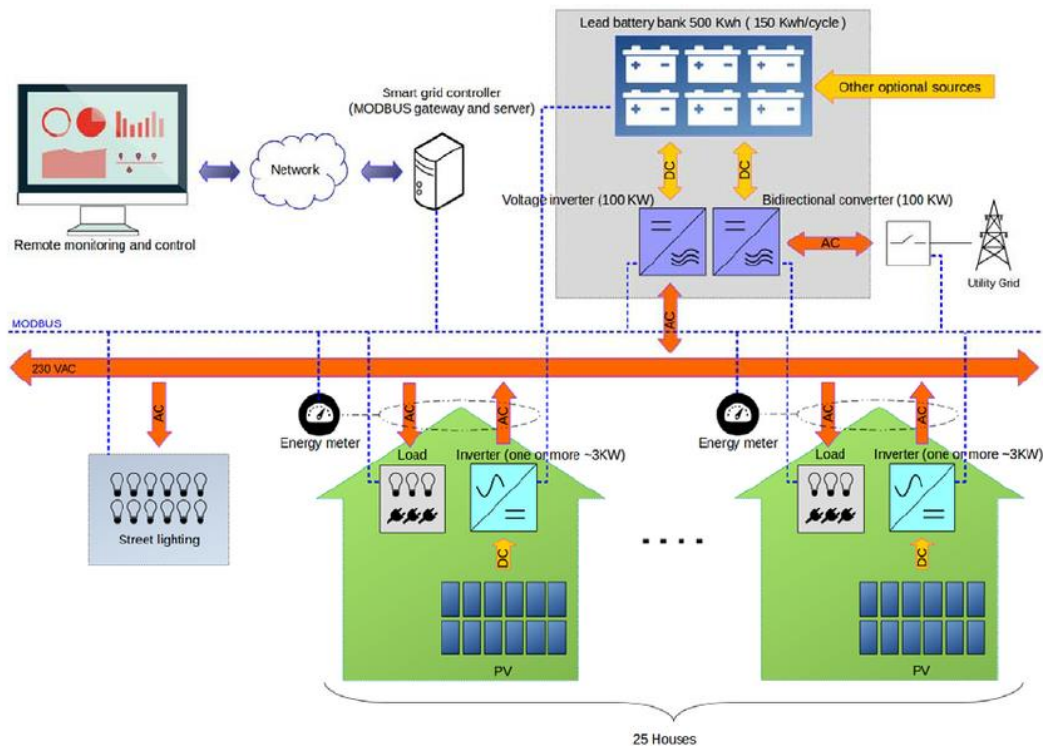 Lead battery bank 500 Kwh ( 150 Kwh/cycle )
Other optional sources
Smart grid controller
(MODBUS gateway and server)
Network
Remote monitoring and control
DC
DC
Voltage inverter (100 KW)
Bidirectional converter (100 KW)
AC
Utility Grid
AC
MODBUS
230 VAC
AC
AC
AC
AC
AC
Energy meter
Energy meter
Load
Inverter (one or more ~3KW)
Load
Inverter (one or more ~3KW)
Street lighting
DC
DC
PV
PV
25 Houses